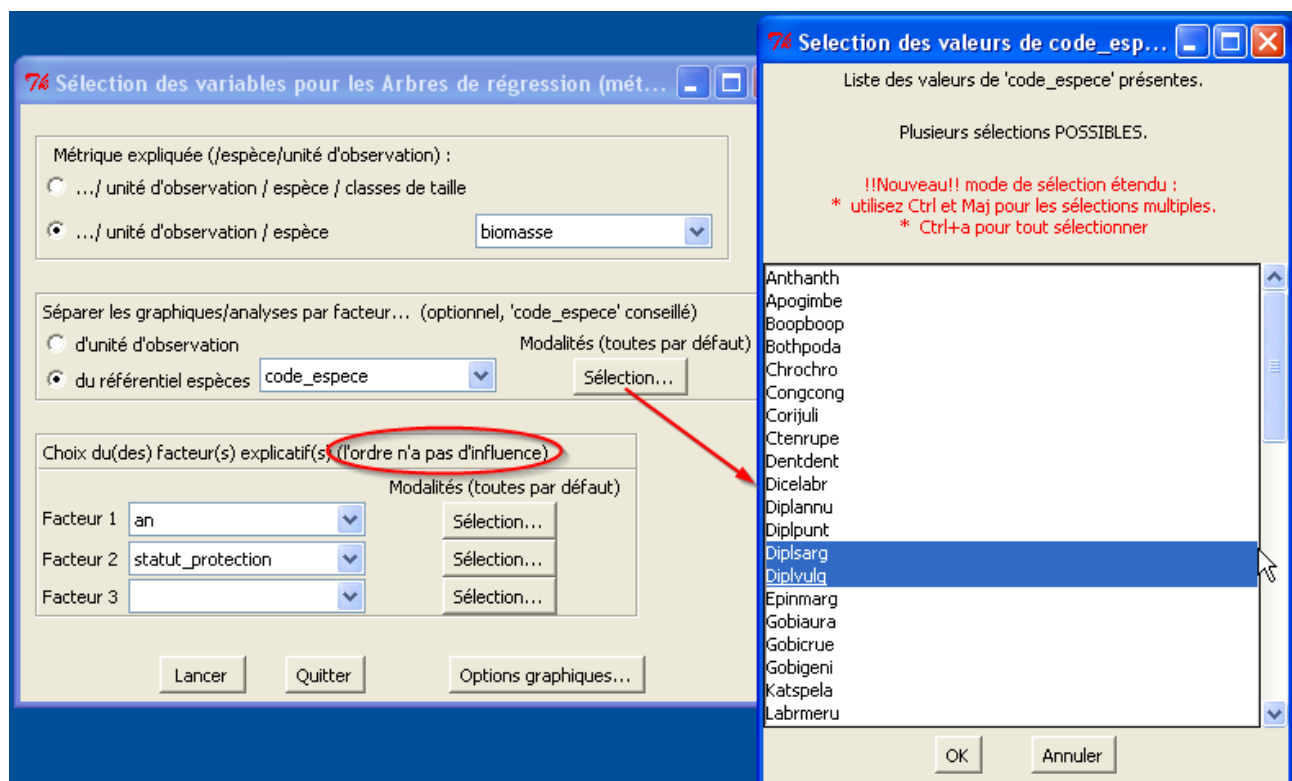 Sélection des variables pour les Arbres de régression (mét...
Métrique expliquée (/espèce/unité d'observation) :
.../ unité d'observation / espèce / classes de taille
.../ unité d'observation / espèce
biomasse
Séparer les graphiques/analyses par facteur... (optionnel, 'code_espece' conseillé)
d'unité d'observation
Modalités (toutes par défaut)
du référentiel espèces
code_espece
Sélection...
Choix du(des) facteur(s) explicatif(s) (l'ordre n'a pas d'influence)
Modalités (toutes par défaut)
Facteur 1
an
Sélection...
Facteur 2
statut_protection
Sélection...
Facteur 3
Sélection...
Lancer
Quitter
Options graphiques...
Selection des valeurs de code_esp...
Liste des valeurs de 'code_espece' présentes.
Plusieurs sélections POSSIBLES.
!!Nouveau!! mode de sélection étendu :
* utilisez Ctrl et Maj pour les sélections multiples.
* Ctrl+a pour tout sélectionner
Anthanth
Apogimbe
Boopboop
Bothpoda
Chrochro
Congcong
Corijuli
Ctenrupe
Dentdent
Dicelabr
Diplannu
Diplpunt
Diplsarg
Diplvulg
Epinmarg
Gobiaura
Gobicrue
Gobigeni
Katspela
Labrmeru
OK
Annuler